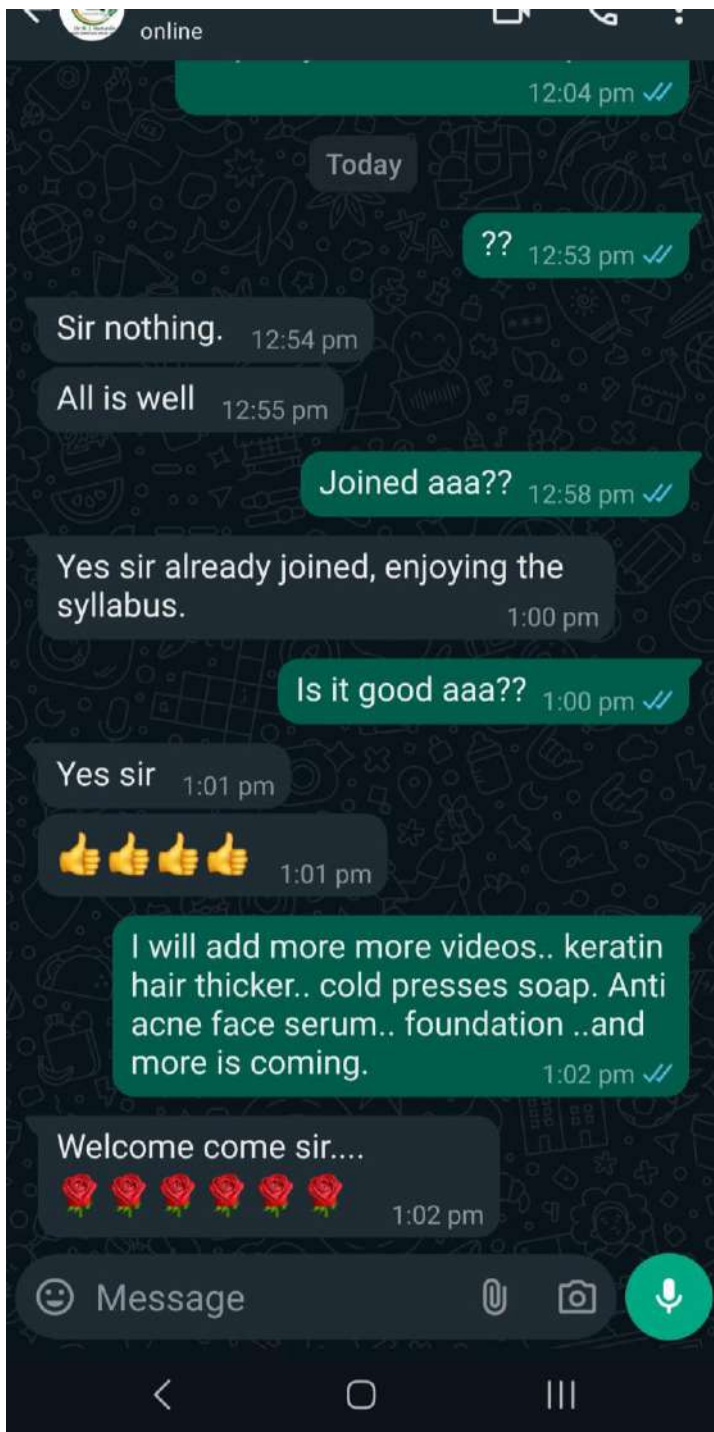 online
12:04 pm
Today
?? 12:53 pm
Sir nothing. 12:54 pm
All is well 12:55 pm
Joined aaa?? 12:58 pm
Yes sir already joined, enjoying the
syllabus. 1:00 pm
Is it good aaa?? 1:00 pm
Yes sir 1:01 pm
👍👍👍👍 1:01 pm
I will add more more videos.. keratin
hair thicker.. cold presses soap. Anti
acne face serum.. foundation ..and
more is coming. 1:02 pm
Welcome come sir....
🌹🌹🌹🌹🌹🌹 1:02 pm
Message